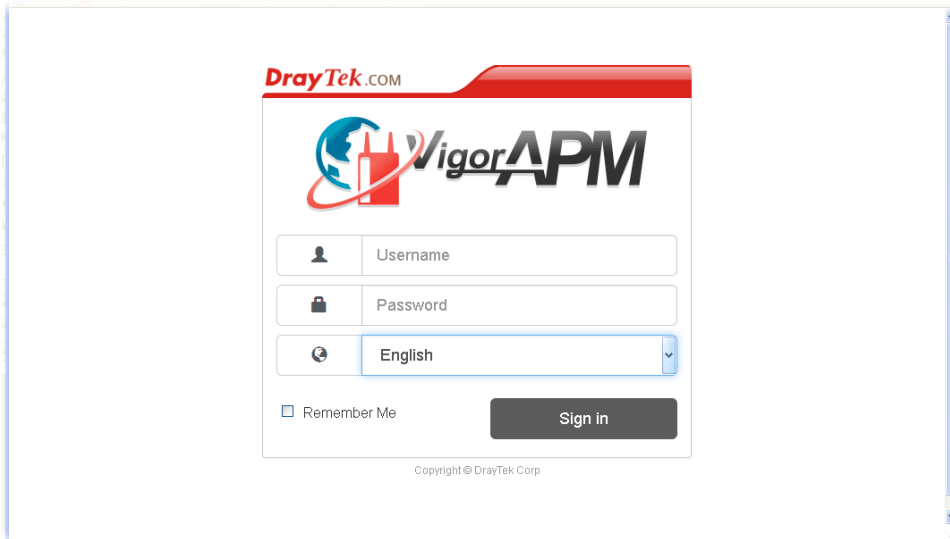 DrayTek.COM
VigorAPM
Username
Password
English
Remember Me
Sign in
Copyright © DrayTek Corp